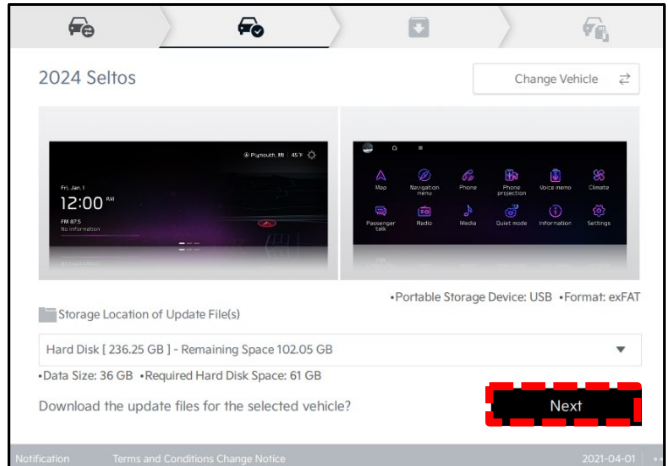 2024 Seltos
Change Vehicle
Plymouth, MI 45°F
Fri. Jan. 1
12:00 AM
FM 87.5
No Information
Map Navigation menu Phone Phone projection Voice memo Climate
Passenger talk Radio Media Quiet mode Information Settings
•Portable Storage Device: USB •Format: exFAT
Storage Location of Update File(s)
Hard Disk [ 236.25 GB ] - Remaining Space 102.05 GB
•Data Size: 36 GB •Required Hard Disk Space: 61 GB
Download the update files for the selected vehicle?
Next
Notification Terms and Conditions Change Notice 2021-04-01